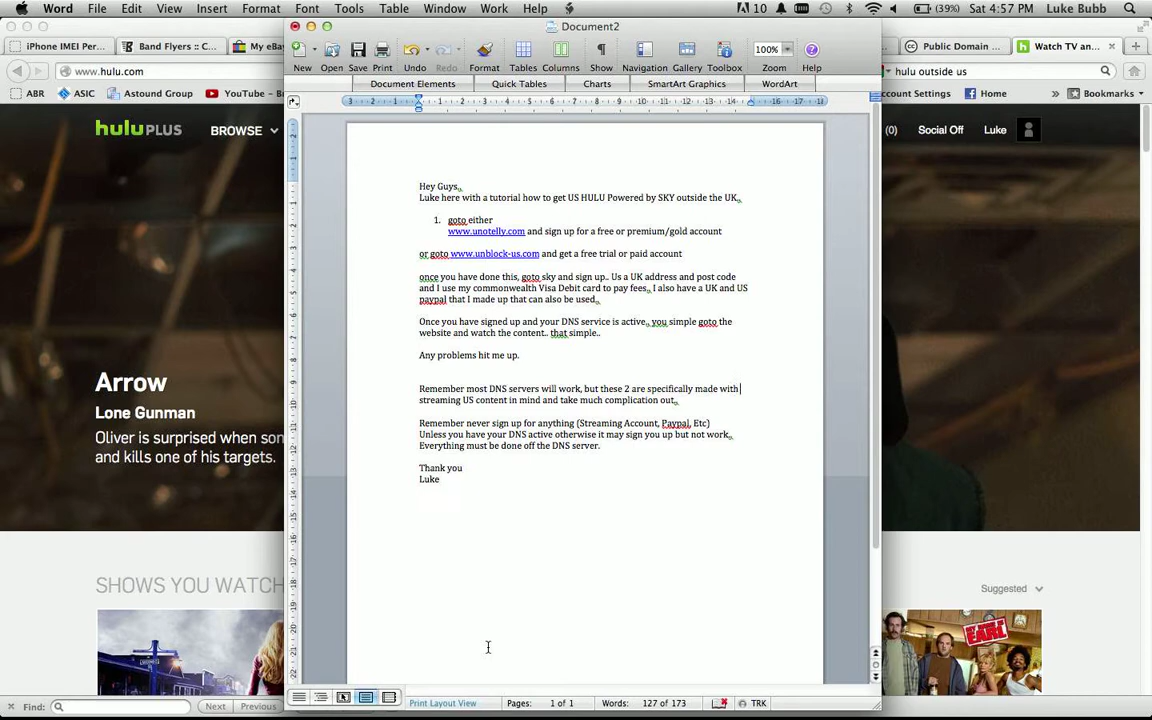 Word File Edit View Insert Format Font Tools Table Window Work Help 10 (39%) Sat 4:57 PM Luke Bubb
Document2
iPhone IMEI Per... Band Flyers :: C... My eBa
Public Domain ... Watch TV an...
www.hulu.com
hulu outside us
New Open Save Print Undo Redo Format Tables Columns Show Navigation Gallery Toolbox Zoom Help
100%
Document Elements Quick Tables Charts SmartArt Graphics WordArt
ABR ASIC Astound Group YouTube - B
ccount Settings Home Bookmarks
huluPLUS BROWSE
(0) Social Off Luke
Hey Guys,
Luke here with a tutorial how to get US HULU Powered by SKY outside the UK,
1. goto either
www.unotelly.com and sign up for a free or premium/gold account
or goto www.unblock-us.com and get a free trial or paid account
once you have done this, goto sky and sign up.. Us a UK address and post code
and I use my commonwealth Visa Debit card to pay fees, I also have a UK and US
paypal that I made up that can also be used,
Once you have signed up and your DNS service is active,, you simple goto the
website and watch the content.. that simple..
Any problems hit me up.
Remember most DNS servers will work, but these 2 are specifically made with
streaming US content in mind and take much complication out,
Remember never sign up for anything (Streaming Account, Paypal, Etc)
Unless you have your DNS active otherwise it may sign you up but not work,
Everything must be done off the DNS server.
Thank you
Luke
Arrow
Lone Gunman
Oliver is surprised when son
and kills one of his targets.
SHOWS YOU WATCH
Suggested
MY NAME IS EARL
Print Layout View Pages: 1 of 1 Words: 127 of 173 TRK
Find: Next Previous